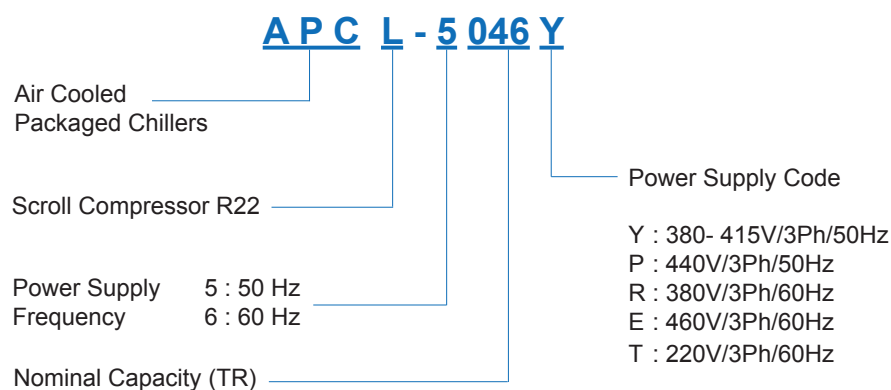 A P C L - 5 046 Y
Air Cooled
Packaged Chillers
Scroll Compressor R22
Power Supply 5 : 50 Hz
Frequency 6 : 60 Hz
Nominal Capacity (TR)
Power Supply Code
Y : 380- 415V/3Ph/50Hz
P : 440V/3Ph/50Hz
R : 380V/3Ph/60Hz
E : 460V/3Ph/60Hz
T : 220V/3Ph/60Hz